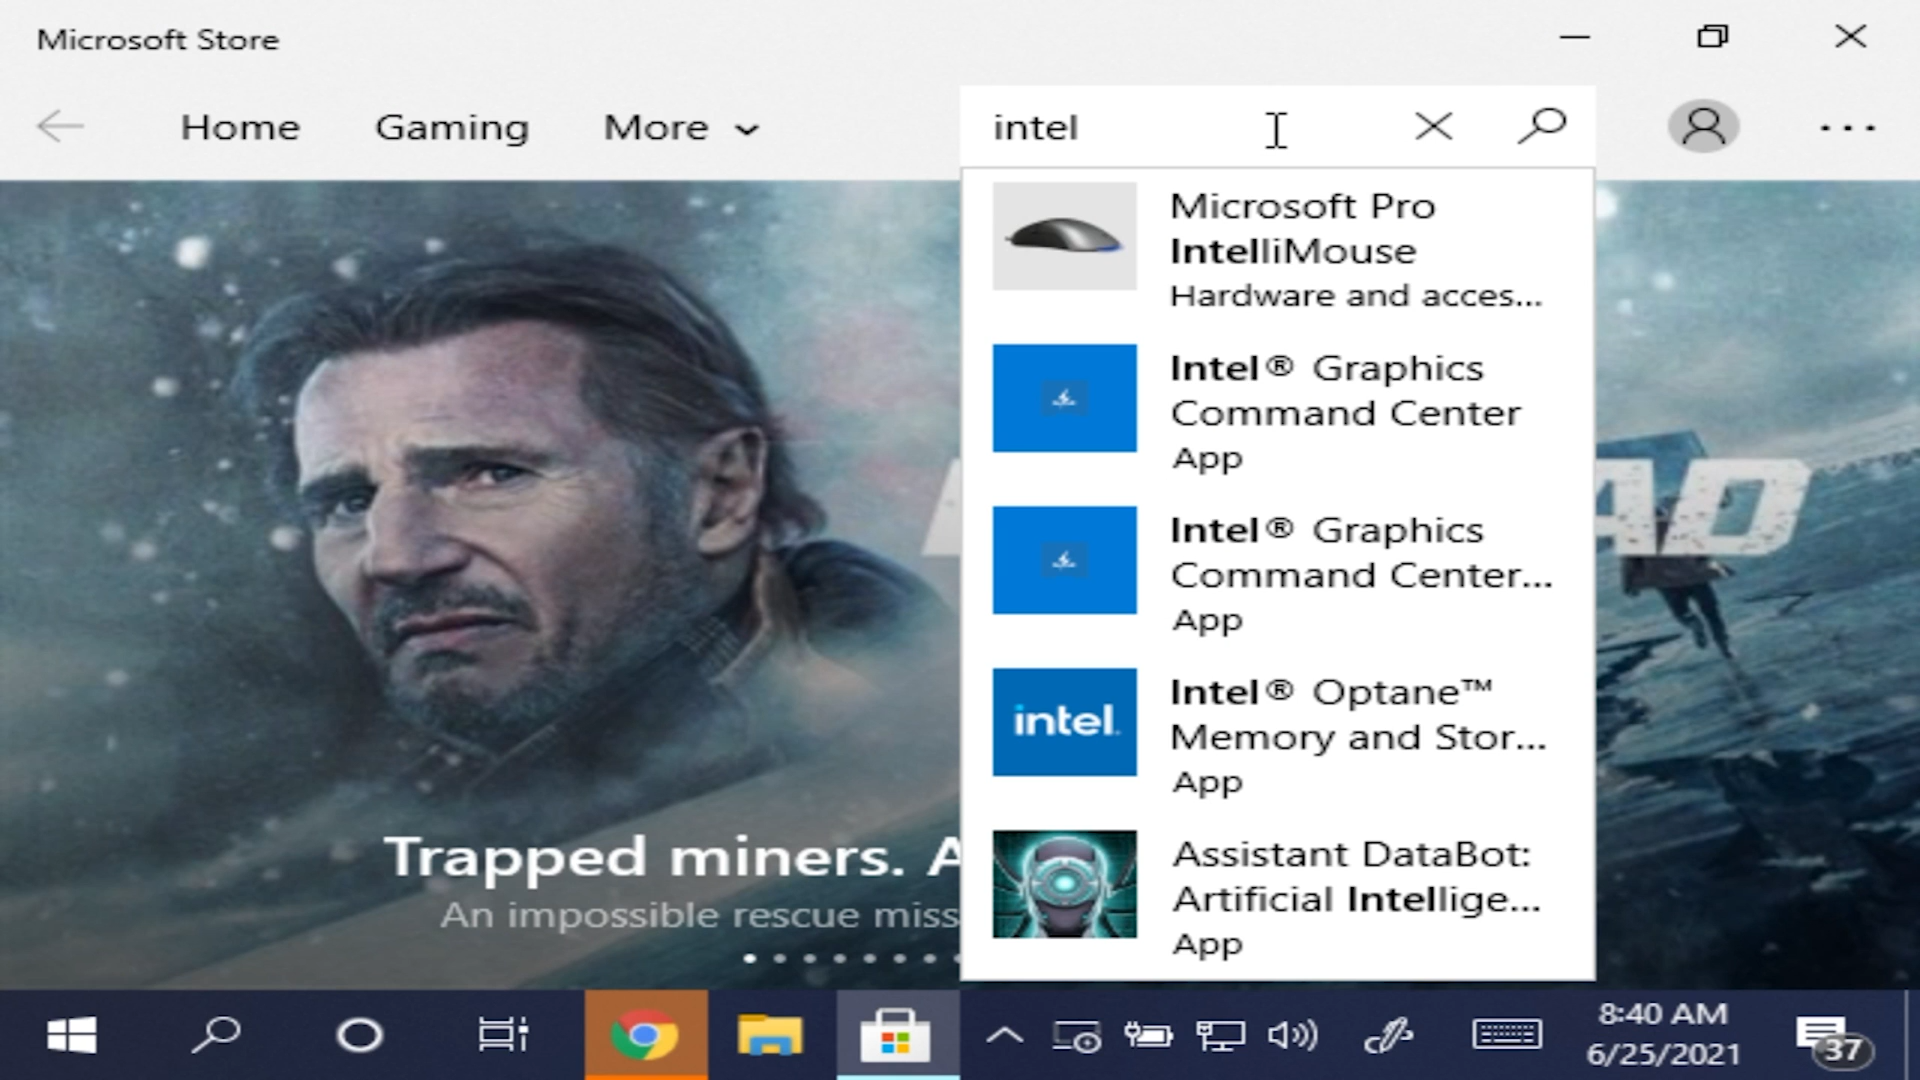 Microsoft Store
Home
Gaming
More
intel
Microsoft Pro
IntelliMouse
Hardware and acces...
Intel® Graphics
Command Center
App
Intel® Graphics
Command Center...
App
intel.
Intel® Optane™
Memory and Stor...
App
Assistant DataBot:
Artificial Intellige...
App
AD
Trapped miners. A
An impossible rescue miss
8:40 AM
6/25/2021
37